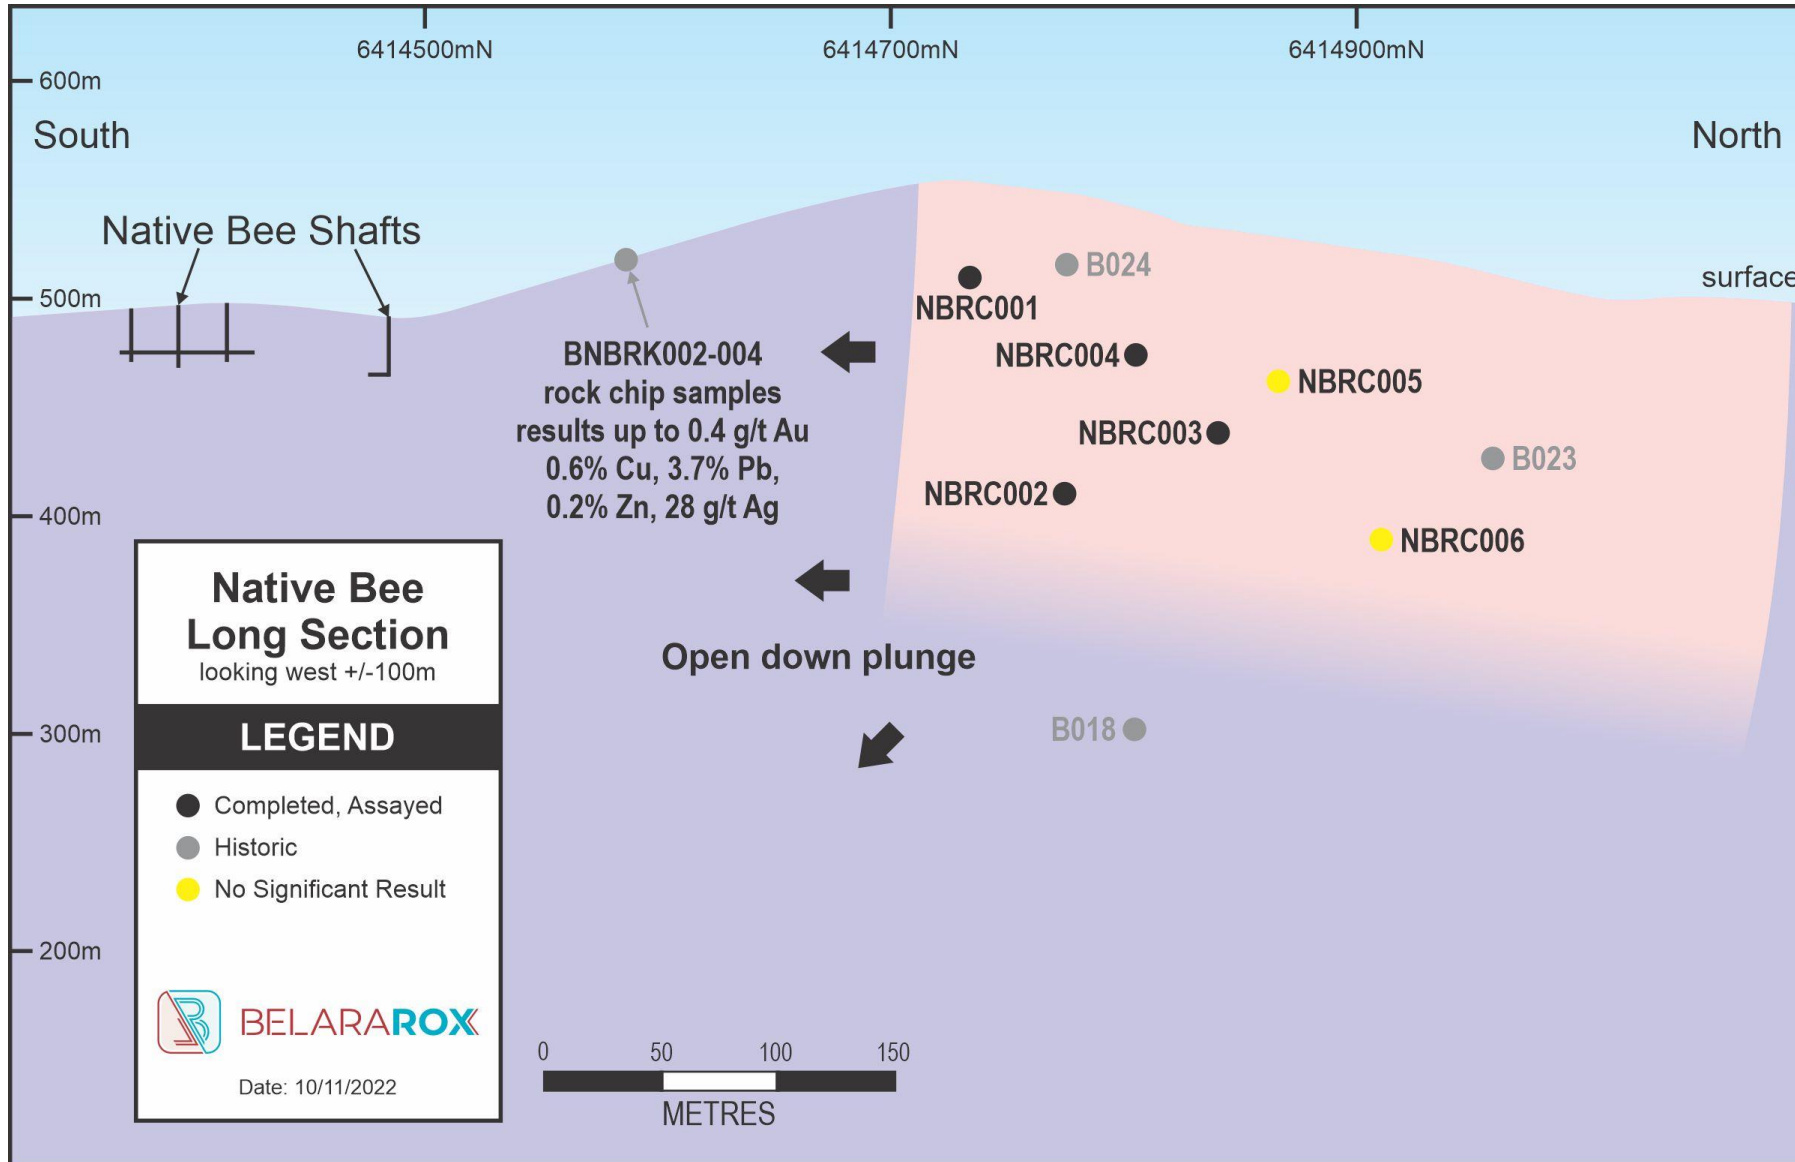 6414500mN
6414700mN
6414900mN
600m
South
North
Native Bee Shafts
500m
surface
B024
NBRC001
BNBRK002-004
rock chip samples
results up to 0.4 g/t Au
0.6% Cu, 3.7% Pb,
0.2% Zn, 28 g/t Ag
NBRC004
NBRC005
NBRC003
B023
NBRC002
NBRC006
400m
Open down plunge
B018
300m
200m
Native Bee
Long Section
looking west +/-100m
LEGEND
Completed, Assayed
Historic
No Significant Result
BELARAROX
Date: 10/11/2022
0 50 100 150
METRES